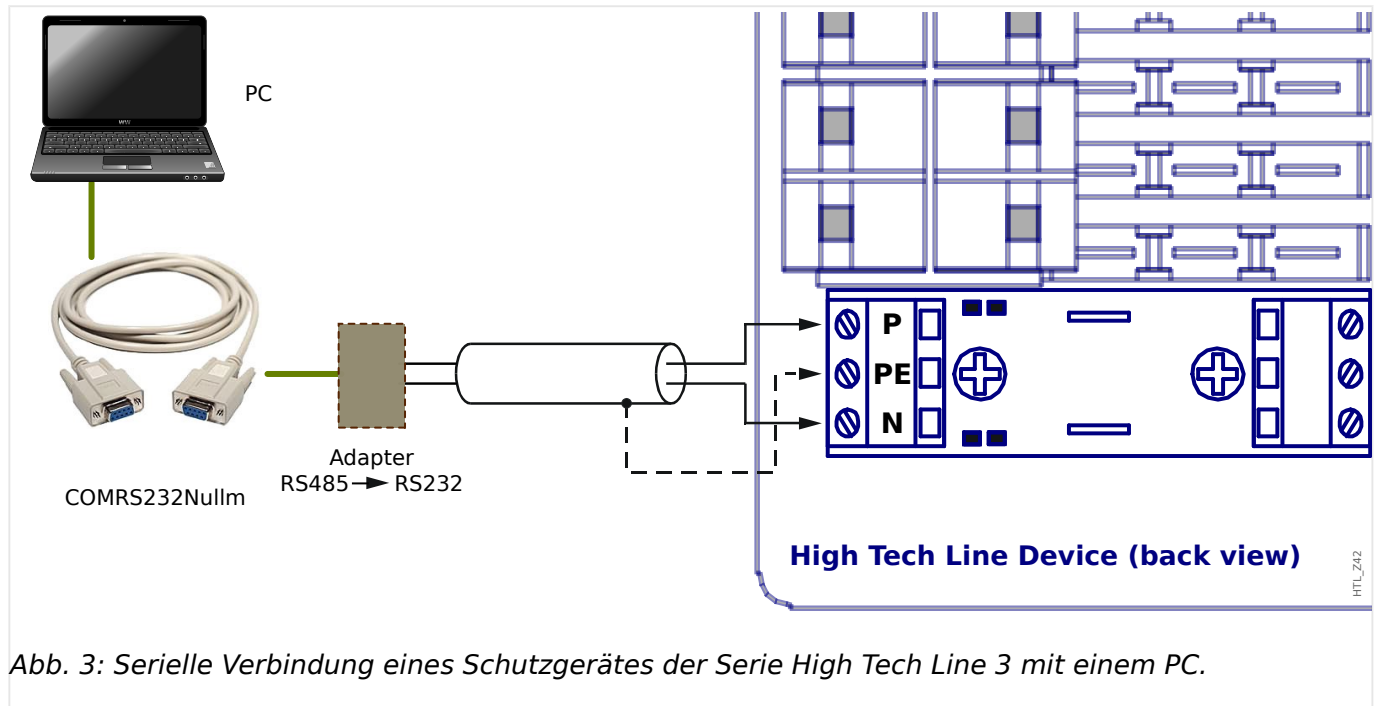 PC
COMRS232Nullm
Adapter
RS485 → RS232
P
PE
N
High Tech Line Device (back view)
HTL_Z42
Abb. 3: Serielle Verbindung eines Schutzgerätes der Serie High Tech Line 3 mit einem PC.